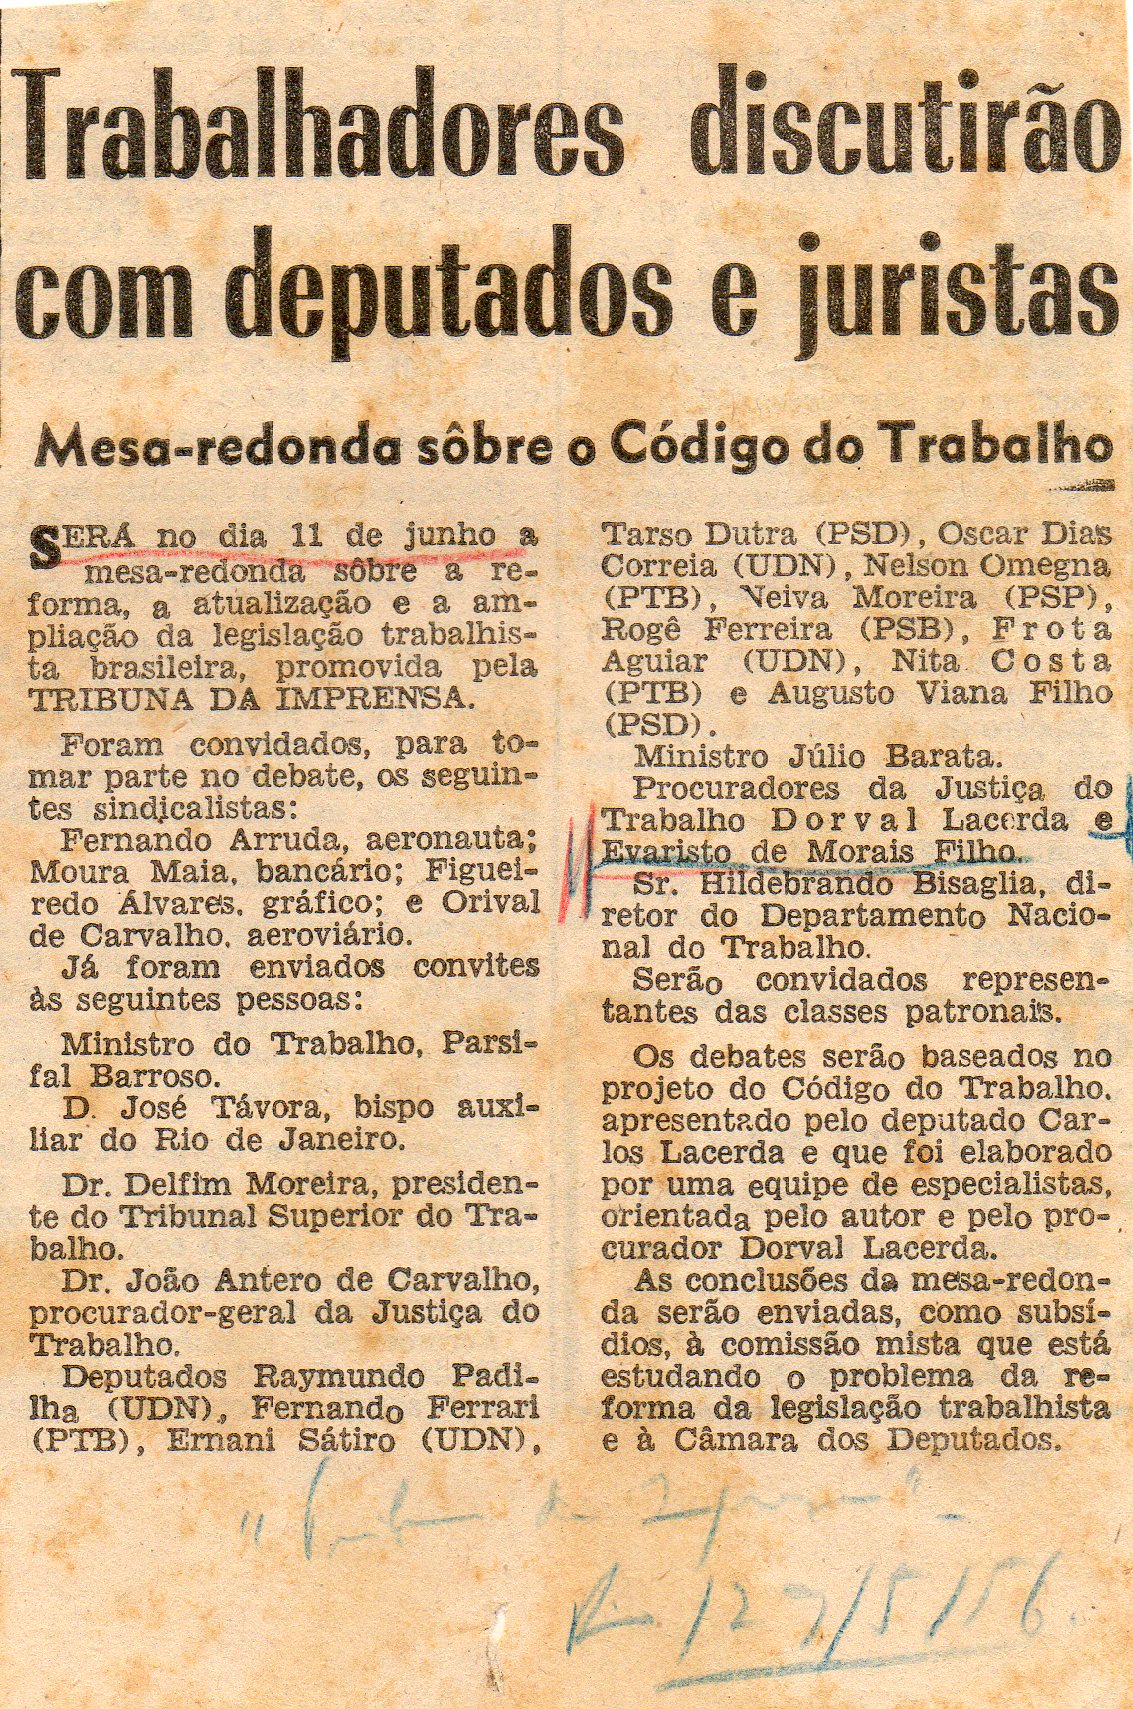 Trabalhadores discutirão
com deputados e juristas
Mesa-redonda sôbre o Código do Trabalho
SERÁ no dia 11 de junho a
mesa-redonda sôbre a re-
forma, a atualização e a am-
pliação da legislação trabalhis-
ta brasileira, promovida pela
TRIBUNA DA IMPRENSA.
Foram convidados, para to-
mar parte no debate, os seguin-
tes sindicalistas:
Fernando Arruda, aeronauta;
Moura Maia, bancário; Figuei-
redo Álvares, gráfico; e Orival
de Carvalho, aeroviário.
Já foram enviados convites
às seguintes pessoas:
Ministro do Trabalho, Parsi-
fal Barroso.
D. José Távora, bispo auxi-
liar do Rio de Janeiro.
Dr. Delfim Moreira, presiden-
te do Tribunal Superior do Tra-
balho.
Dr. João Antero de Carvalho,
procurador-geral da Justiça do
Trabalho.
Deputados Raymundo Padi-
lha (UDN), Fernando Ferrari
(PTB), Ernani Sátiro (UDN),
Tarso Dutra (PSD), Oscar Dias
Correia (UDN), Nelson Omegna
(PTB), Neiva Moreira (PSP),
Rogê Ferreira (PSB), Frota
Aguiar (UDN), Nita Costa
(PTB) e Augusto Viana Filho
(PSD).
Ministro Júlio Barata.
Procuradores da Justiça do
Trabalho Dorval Lacerda e
Evaristo de Morais Filho.
Sr. Hildebrando Bisaglia, di-
retor do Departamento Nacio-
nal do Trabalho.
Serão convidados represen-
tantes das classes patronais.
Os debates serão baseados no
projeto do Código do Trabalho,
apresentado pelo deputado Car-
los Lacerda e que foi elaborado
por uma equipe de especialistas,
orientada pelo autor e pelo pro-
curador Dorval Lacerda.
As conclusões da mesa-redon-
da serão enviadas, como subsí-
dios, à comissão mista que está
estudando o problema da re-
forma da legislação trabalhista
e à Câmara dos Deputados.
"Tribuna da Imprensa"
Rio